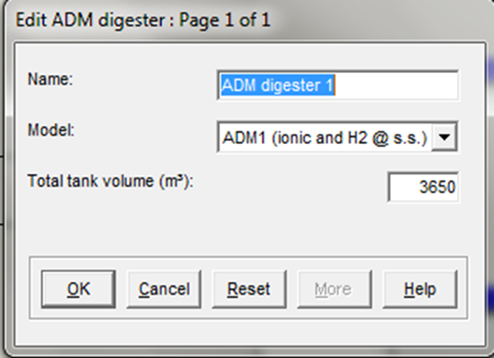 Edit ADM digester : Page 1 of 1
Name:
ADM digester 1
Model:
ADM1 (ionic and H2 @ s.s.)
Total tank volume (m³):
3650
OK Cancel Reset More Help